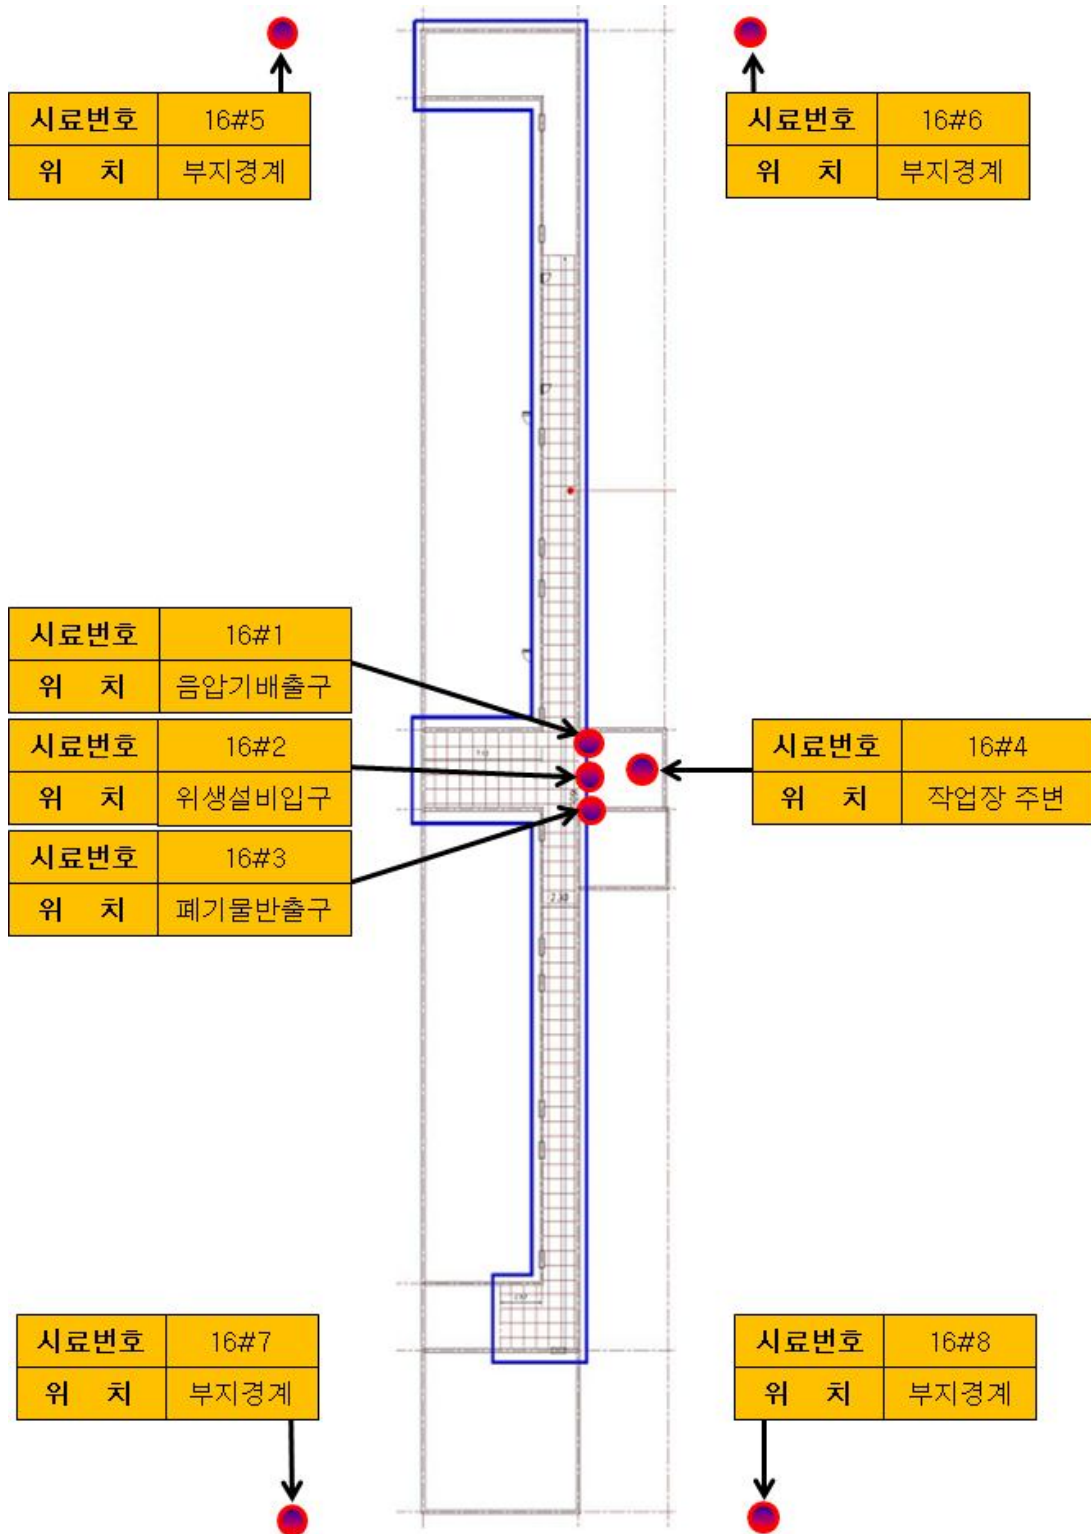 시료번호 16#5
위 치 부지경계
시료번호 16#6
위 치 부지경계
시료번호 16#1
위 치 음압기배출구
시료번호 16#2
위 치 위생설비입구
시료번호 16#3
위 치 폐기물반출구
시료번호 16#4
위 치 작업장 주변
시료번호 16#7
위 치 부지경계
시료번호 16#8
위 치 부지경계